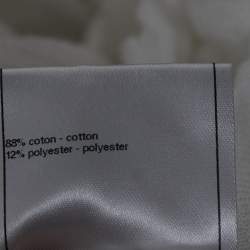 88% coton - cotton
12% polyester - polyester